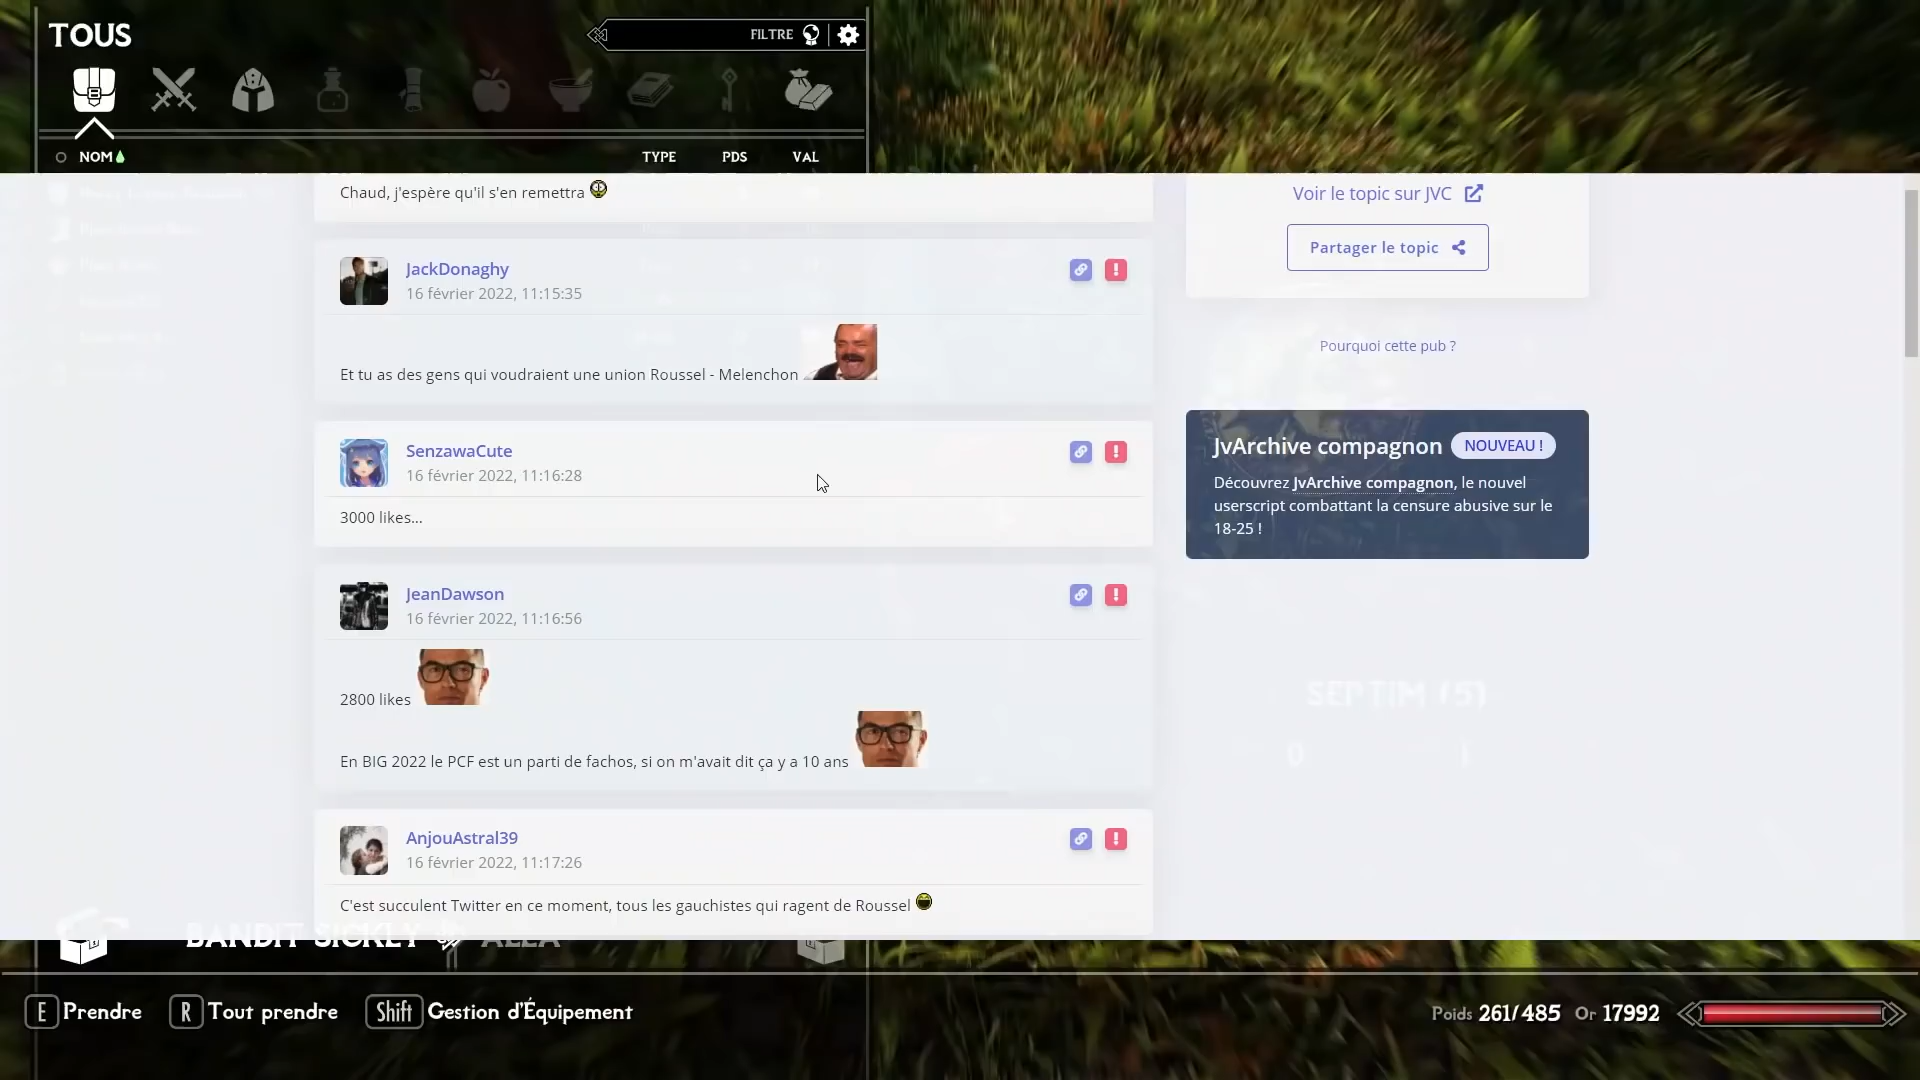 TOUS
FILTRE
NOM
TYPE
PDS
VAL
Chaud, j'espère qu'il s'en remettra
JackDonaghy
16 février 2022, 11:15:35
Et tu as des gens qui voudraient une union Roussel - Melenchon
SenzawaCute
16 février 2022, 11:16:28
3000 likes...
JeanDawson
16 février 2022, 11:16:56
2800 likes
En BIG 2022 le PCF est un parti de fachos, si on m'avait dit ça y a 10 ans
AnjouAstral39
16 février 2022, 11:17:26
C'est succulent Twitter en ce moment, tous les gauchistes qui ragent de Roussel
Voir le topic sur JVC
Partager le topic
Pourquoi cette pub ?
JvArchive compagnon NOUVEAU !
Découvrez JvArchive compagnon, le nouvel
userscript combattant la censure abusive sur le
18-25 !
SEPTIM (5)
0 1
BANDIT SICKLY
E Prendre
R Tout prendre
Shift Gestion d'Équipement
Poids 261/485 Or 17992